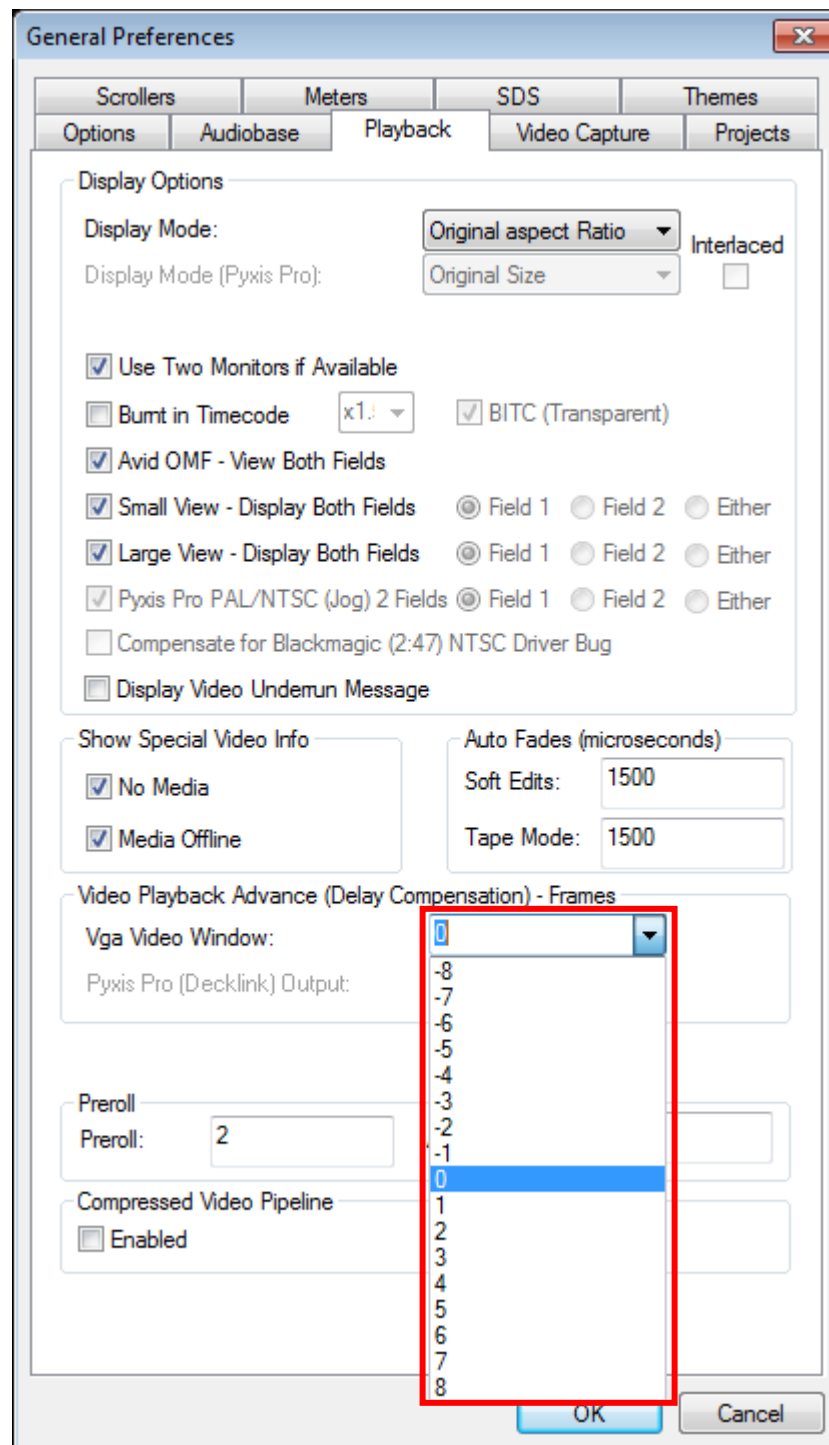 General Preferences
Scrollers Meters SDS Themes
Options Audiobase Playback Video Capture Projects
Display Options
Display Mode: Original aspect Ratio Interlaced
Display Mode (Pyxis Pro): Original Size
Use Two Monitors if Available
Burnt in Timecode x1. BITC (Transparent)
Avid OMF - View Both Fields
Small View - Display Both Fields Field 1 Field 2 Either
Large View - Display Both Fields Field 1 Field 2 Either
Pyxis Pro PAL/NTSC (Jog) 2 Fields Field 1 Field 2 Either
Compensate for Blackmagic (2:47) NTSC Driver Bug
Display Video Underrun Message
Show Special Video Info Auto Fades (microseconds)
No Media Soft Edits: 1500
Media Offline Tape Mode: 1500
Video Playback Advance (Delay Compensation) - Frames
Vga Video Window: 0
Pyxis Pro (Decklink) Output:
-8
-7
-6
-5
-4
-3
-2
-1
0
1
2
3
4
5
6
7
8
Preroll
Preroll: 2
Compressed Video Pipeline
Enabled
OK Cancel